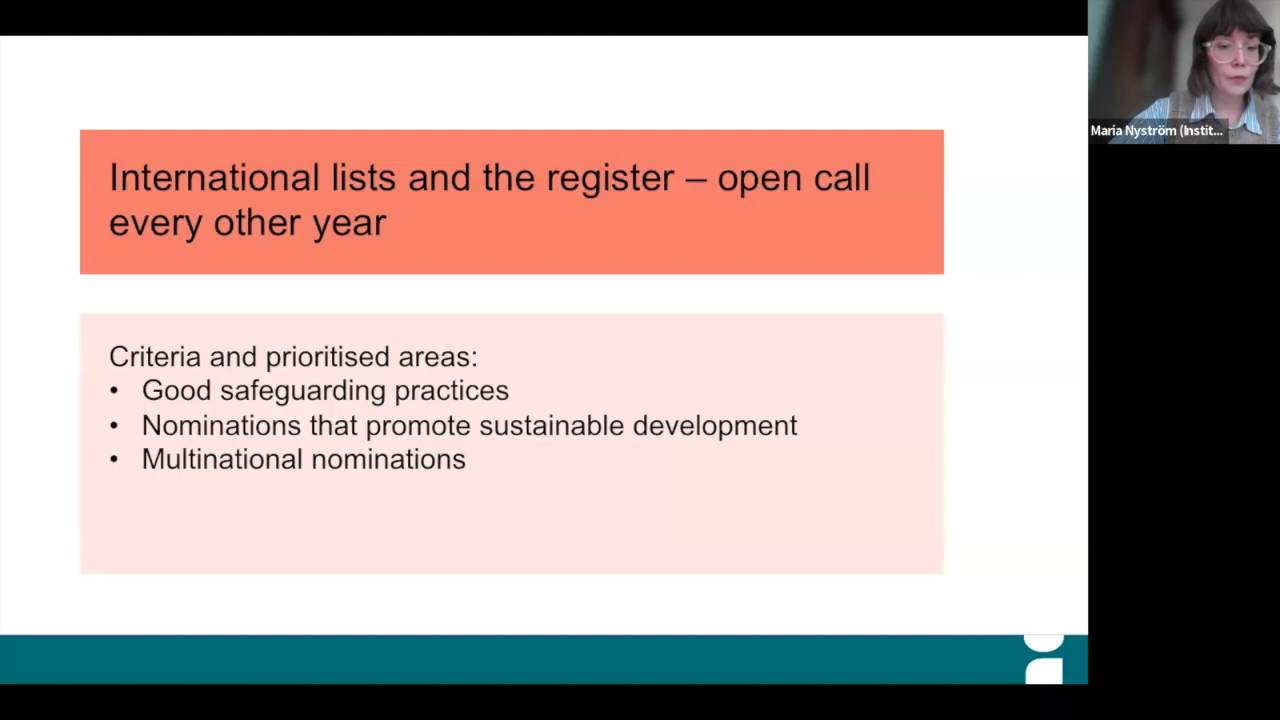 International lists and the register – open call
every other year
Criteria and prioritised areas:
• Good safeguarding practices
• Nominations that promote sustainable development
• Multinational nominations
Maria Nyström (Instit...